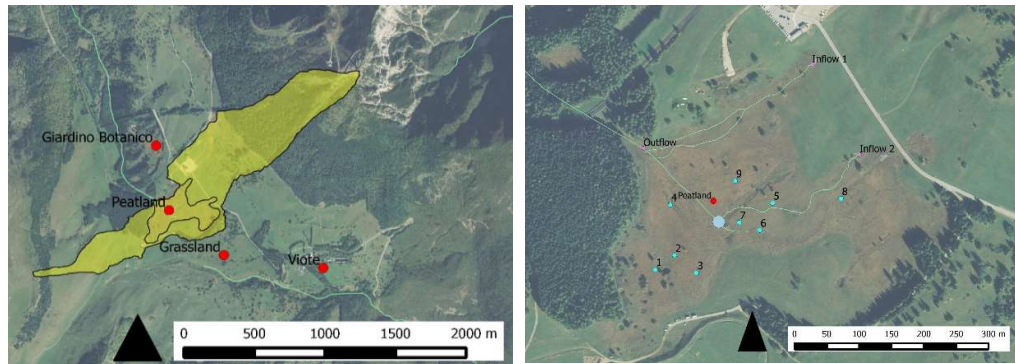 Giardino Botanico
Peatland
Grassland
Viote
0 500 1000 1500 2000 m
Inflow 1
Outflow
Inflow 2
9
4
Peatland
5
8
7
6
2
1
3
0 50 100 150 200 250 300 m